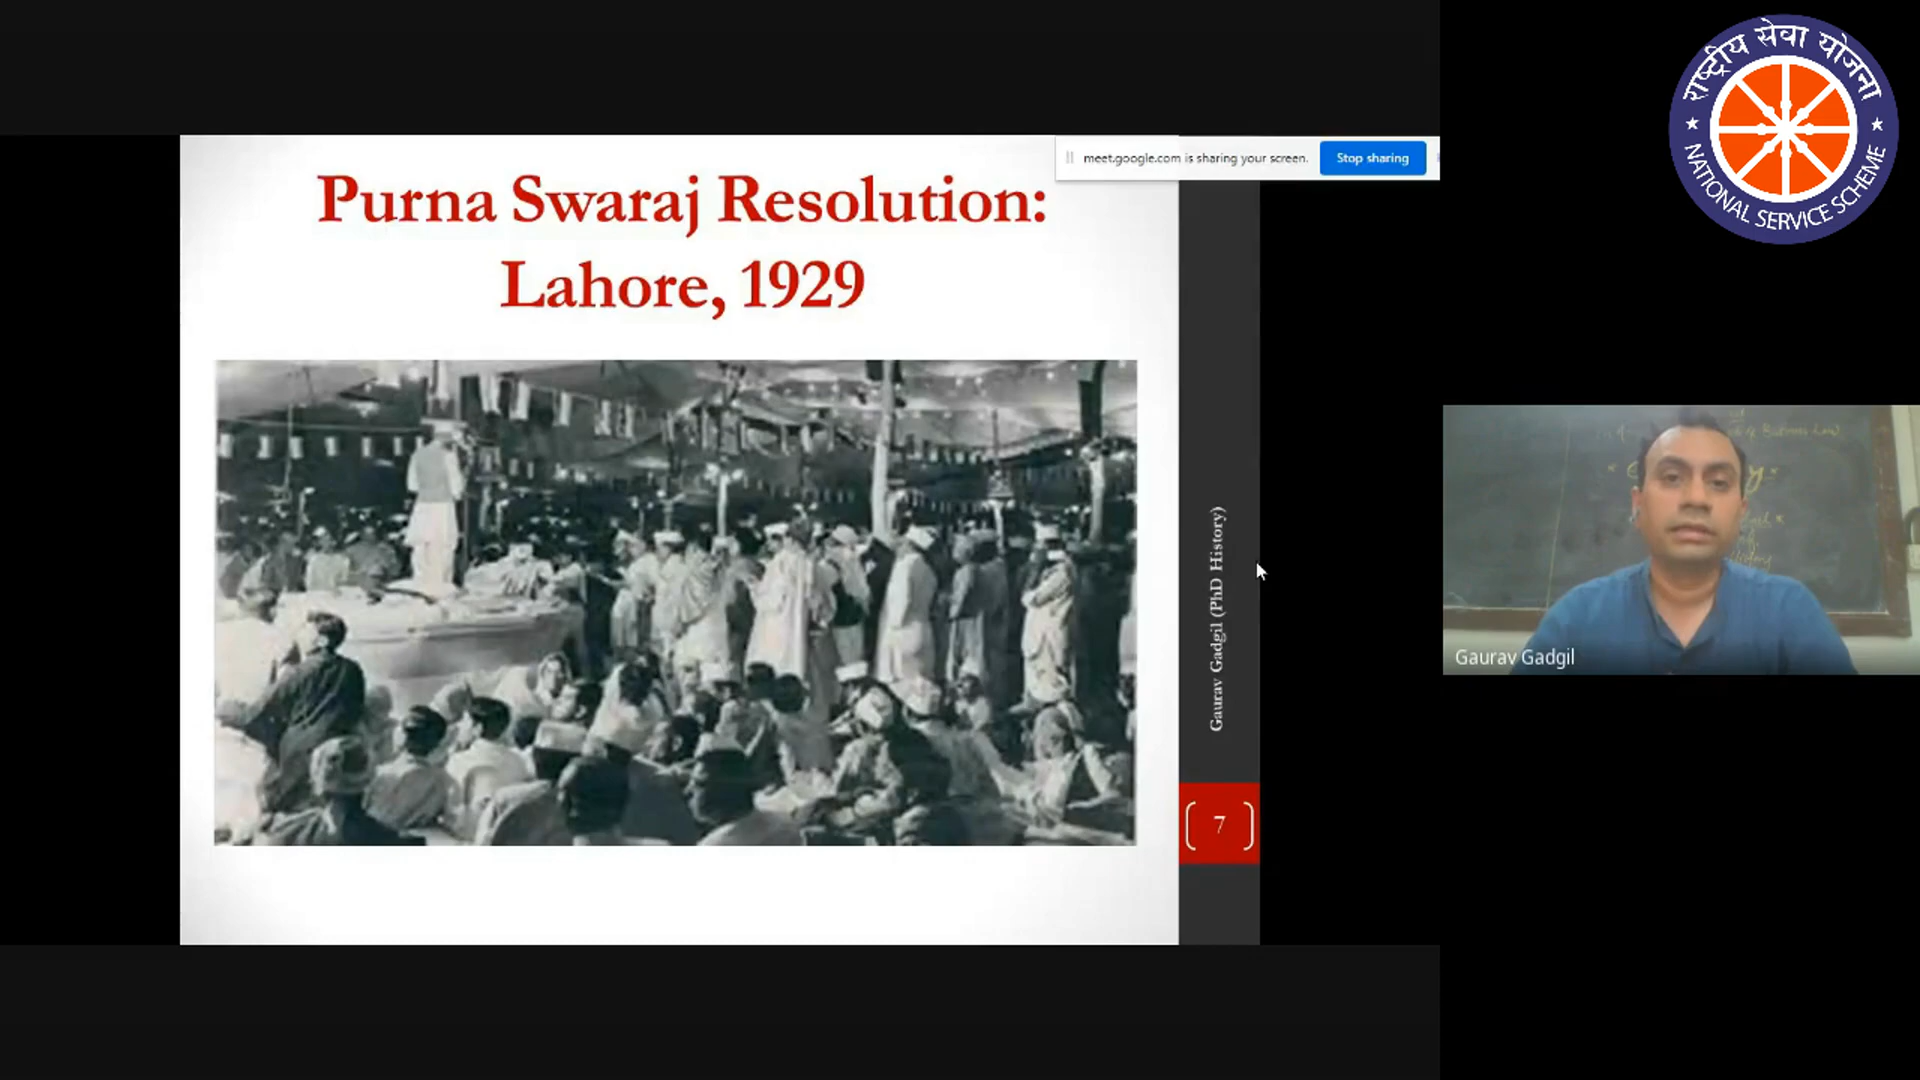 Purna Swaraj Resolution:
Lahore, 1929
meet.google.com is sharing your screen.
Stop sharing
Gaurav Gadgil (PhD History)
7
राष्ट्रीय सेवा योजना
NATIONAL SERVICE SCHEME
Gaurav Gadgil